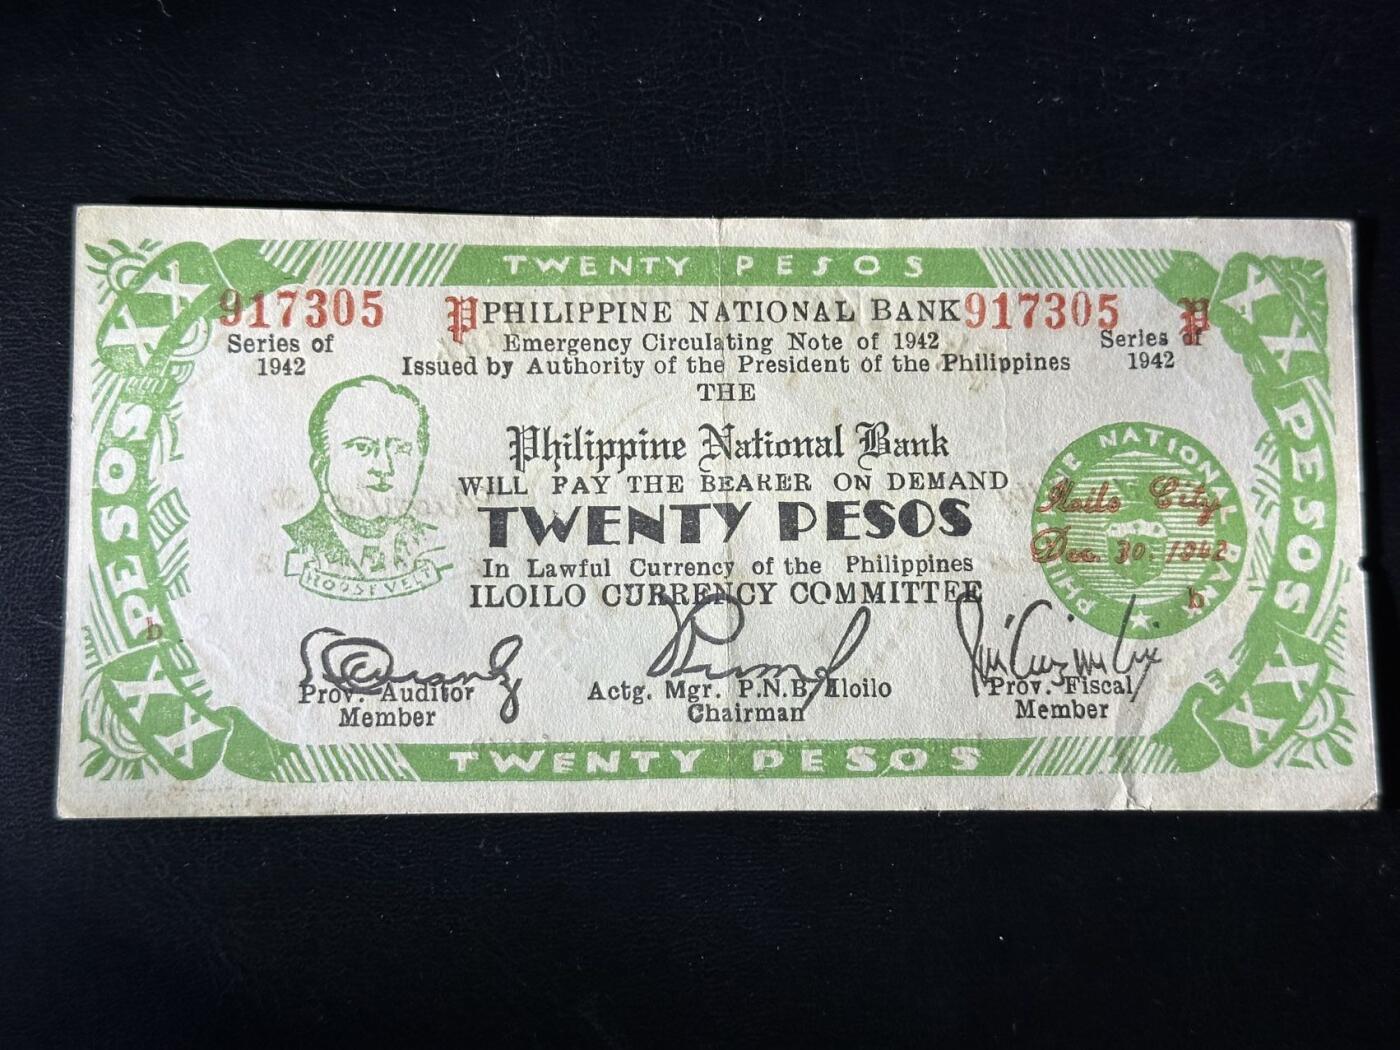 TWENTY PESOS
XX
XX
917305 P PHILIPPINE NATIONAL BANK 917305 P
Series of 1942
Emergency Circulating Note of 1942
Series of 1942
Issued by Authority of the President of the Philippines
THE
Philippine National Bank
WILL PAY THE BEARER ON DEMAND
TWENTY PESOS
In Lawful Currency of the Philippines
ILOILO CURRENCY COMMITTEE
PESOS
PESOS
ROOSEVELT
PHILIPPINE NATIONAL BANK
Iloilo City
Dec. 30, 1942
b
b
Prov. Auditor
Member
Actg. Mgr. P.N.B. Iloilo
Chairman
Prov. Fiscal
Member
XX
XX
TWENTY PESOS